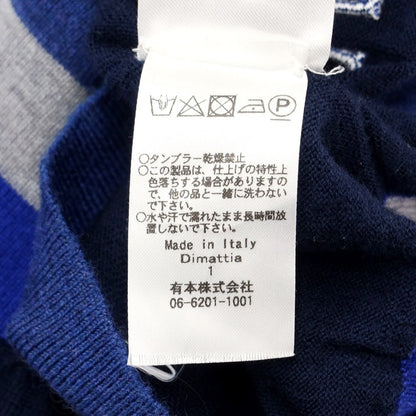 〇タンブラー乾燥禁止
〇この製品は、仕上げの特性上
色落ちする場合がありますの
で、他の品と一緒に洗わない
で下さい。
〇水や汗で濡れたまま長時間放
置しないで下さい。
Made in Italy
Dimattia
1
有本株式会社
06-6201-1001